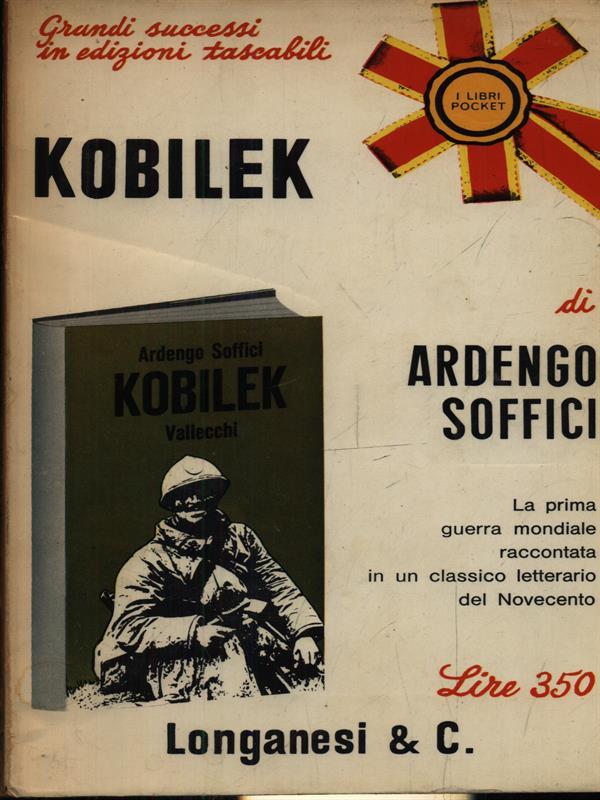 Grandi successi
in edizioni tascabili
I LIBRI
POCKET
KOBILEK
di
ARDENGO
SOFFICI
Ardengo Soffici
KOBILEK
Vallecchi
La prima
guerra mondiale
raccontata
in un classico letterario
del Novecento
Lire 350
Longanesi & C.